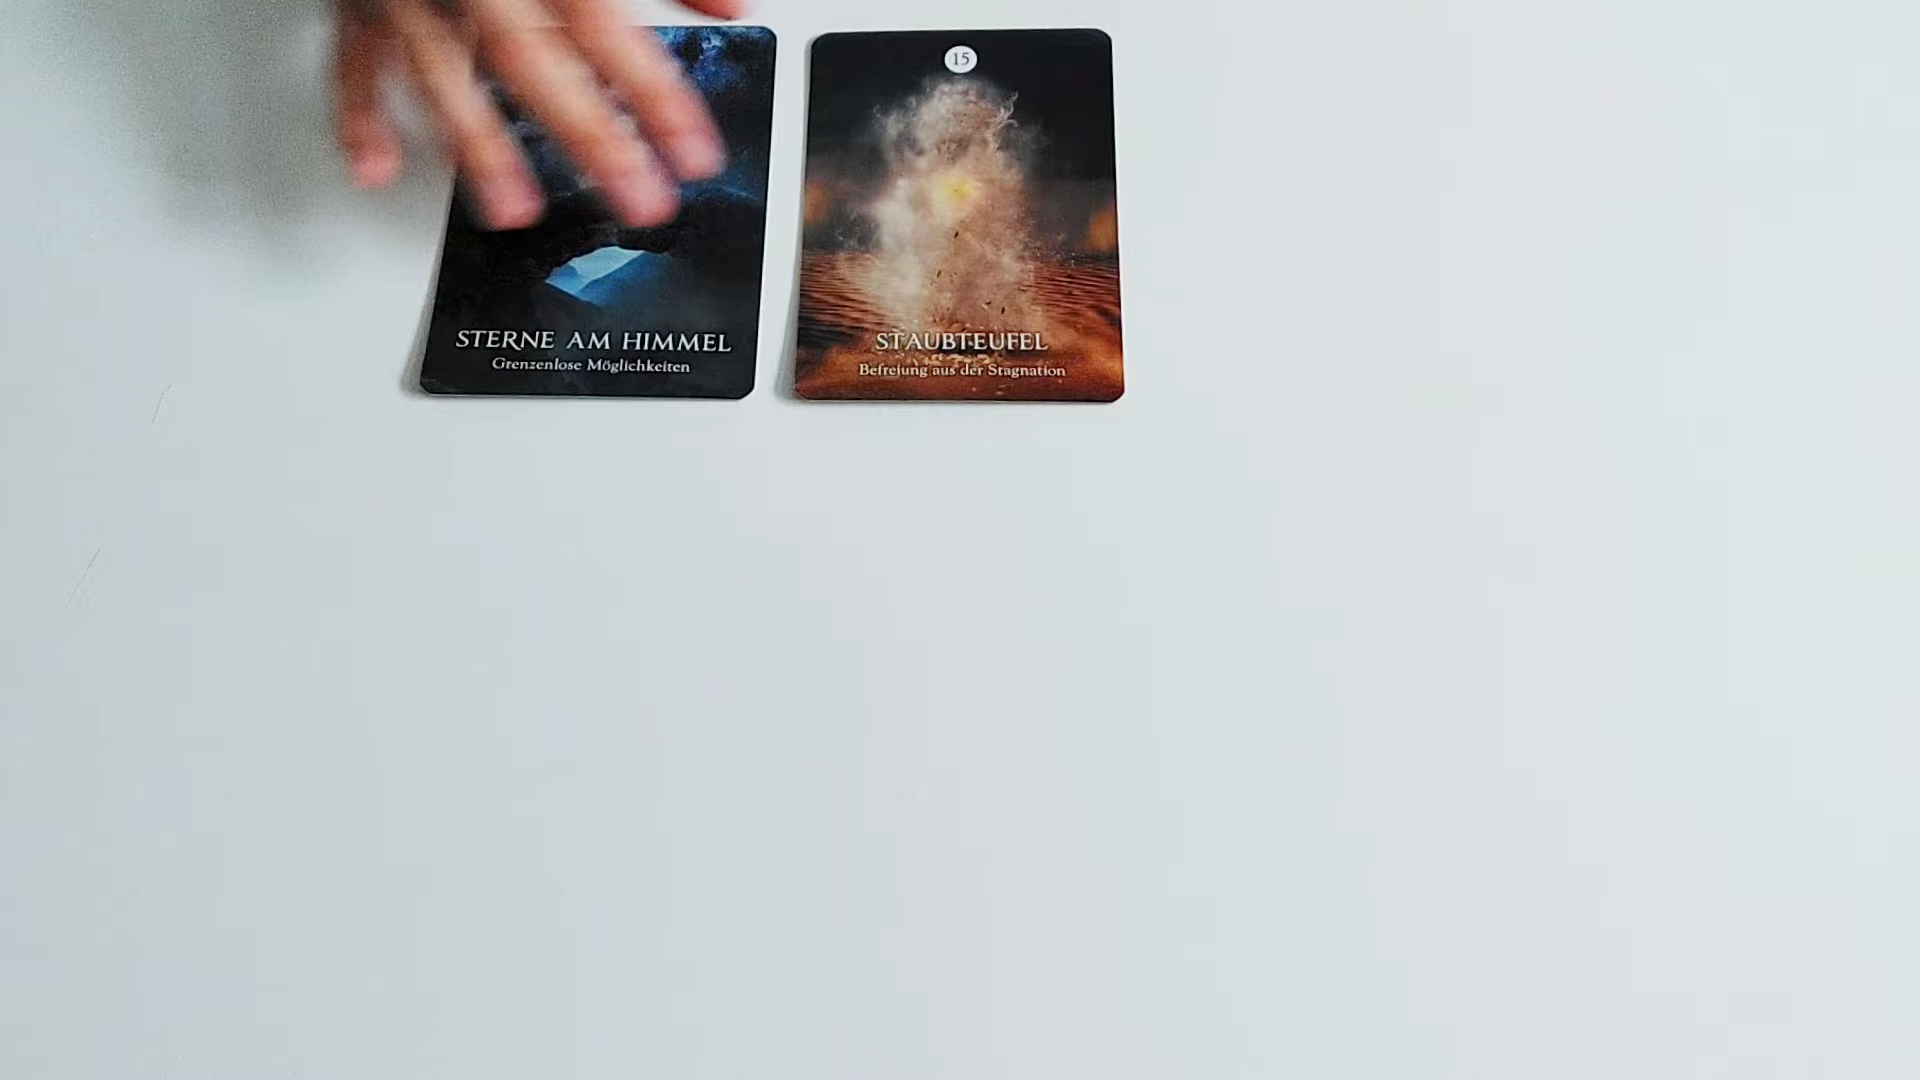 STERNE AM HIMMEL
Grenzenlose Möglichkeiten
15
STAUBTEUFEL
Befreiung aus der Stagnation